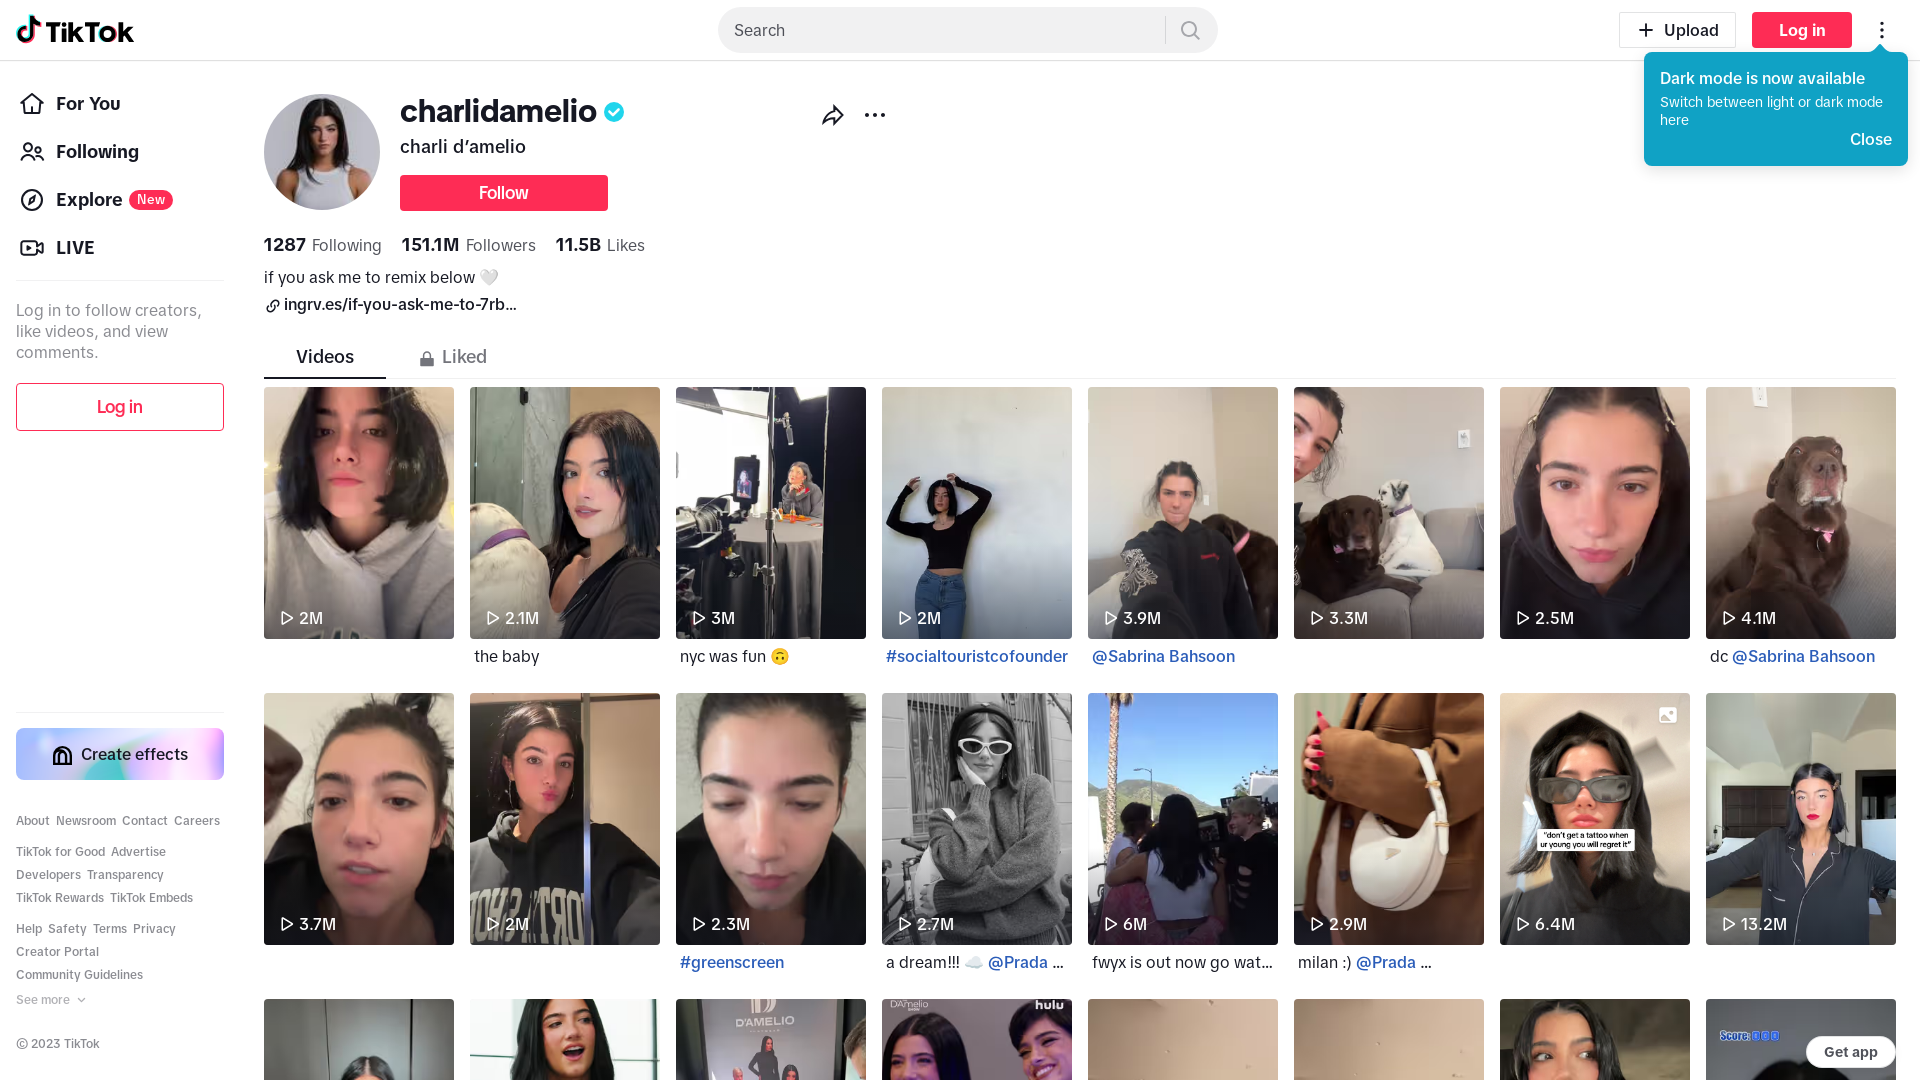 TikTok
Search
Upload
Log in
Dark mode is now available
Switch between light or dark mode
here
Close
For You
Following
Explore New
LIVE
Log in to follow creators,
like videos, and view
comments.
Log in
Create effects
About Newsroom Contact Careers
TikTok for Good Advertise
Developers Transparency
TikTok Rewards TikTok Embeds
Help Safety Terms Privacy
Creator Portal
Community Guidelines
See more
© 2023 TikTok
charlidamelio
charli d’amelio
Follow
1287 Following 151.1M Followers 11.5B Likes
if you ask me to remix below 🤍
ingrv.es/if-you-ask-me-to-7rb...
Videos Liked
2M 2.1M 3M 2M 3.9M 3.3M 2.5M 4.1M
the baby
nyc was fun 🙃
#socialtouristcofounder
@Sabrina Bahsoon
dc @Sabrina Bahsoon
"don't get a tattoo when
ur young you will regret it"
3.7M 2M 2.3M 2.7M 6M 2.9M 6.4M 13.2M
#greenscreen
a dream!!! ☁️ @Prada ...
fwyx is out now go wat...
milan :) @Prada ...
D'AMELIO
D'Amelio
hulu
Score:
Get app